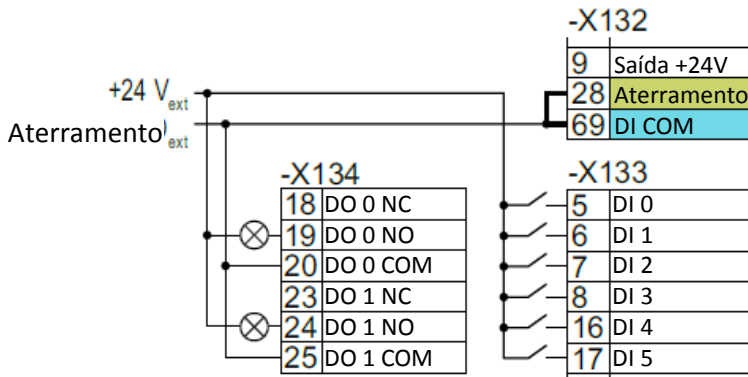 -X132
9 Saída +24V
28 Aterramento
69 DI COM
+24 V ext
Aterramento ext
-X134
18 DO 0 NC
19 DO 0 NO
20 DO 0 COM
23 DO 1 NC
24 DO 1 NO
25 DO 1 COM
-X133
5 DI 0
6 DI 1
7 DI 2
8 DI 3
16 DI 4
17 DI 5